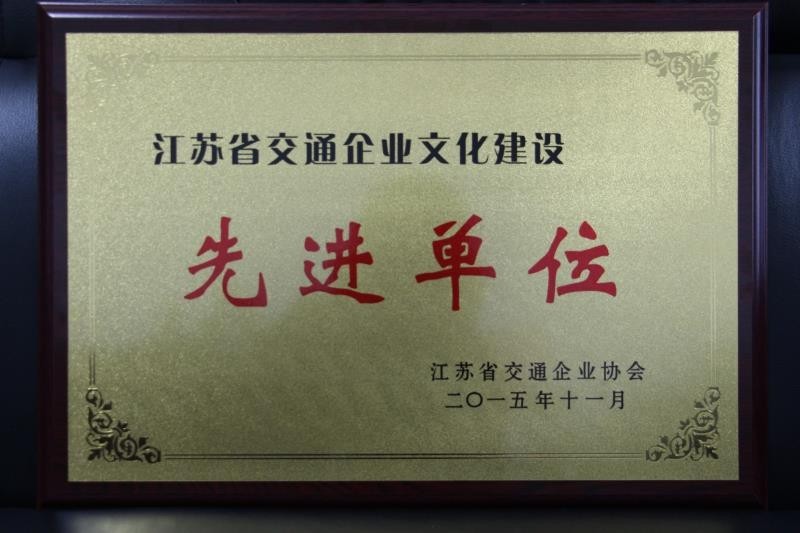 江苏省交通企业文化建设
先进单位
江苏省交通企业协会
二〇一五年十一月